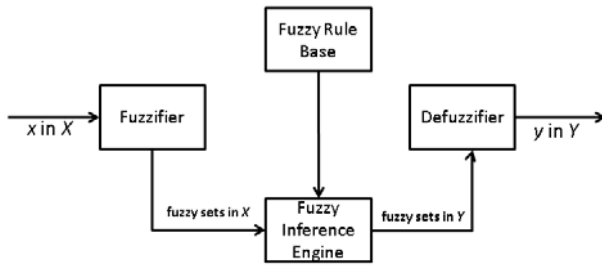 Fuzzy Rule
Base
Fuzzifier
Defuzzifier
x in X
y in Y
fuzzy sets in X
Fuzzy
Inference
Engine
fuzzy sets in Y